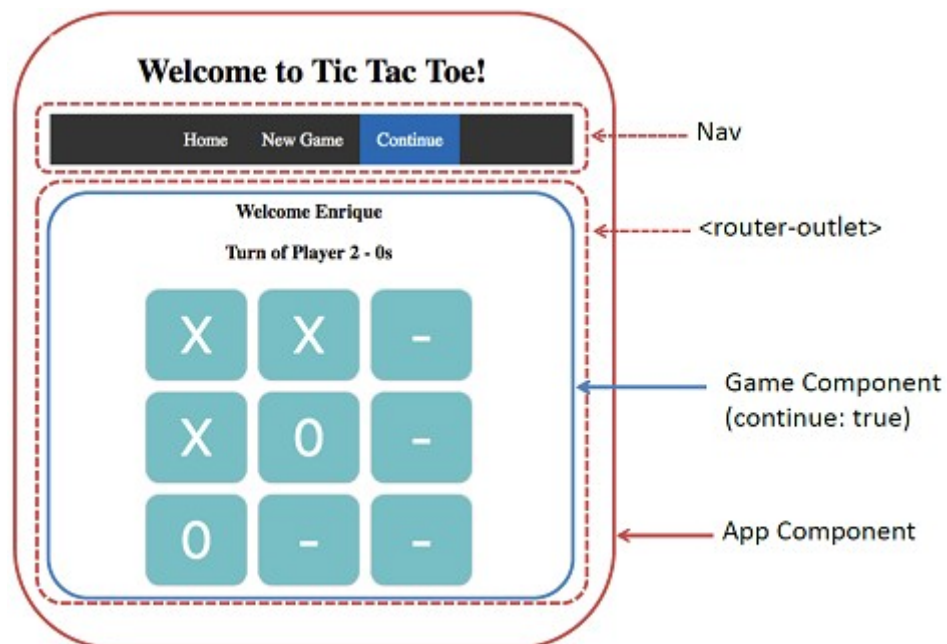 Welcome to Tic Tac Toe!
Home New Game Continue
Nav
Welcome Enrique
<router-outlet>
Turn of Player 2 - 0s
X X -
Game Component
(continue: true)
X 0 -
0 - -
App Component